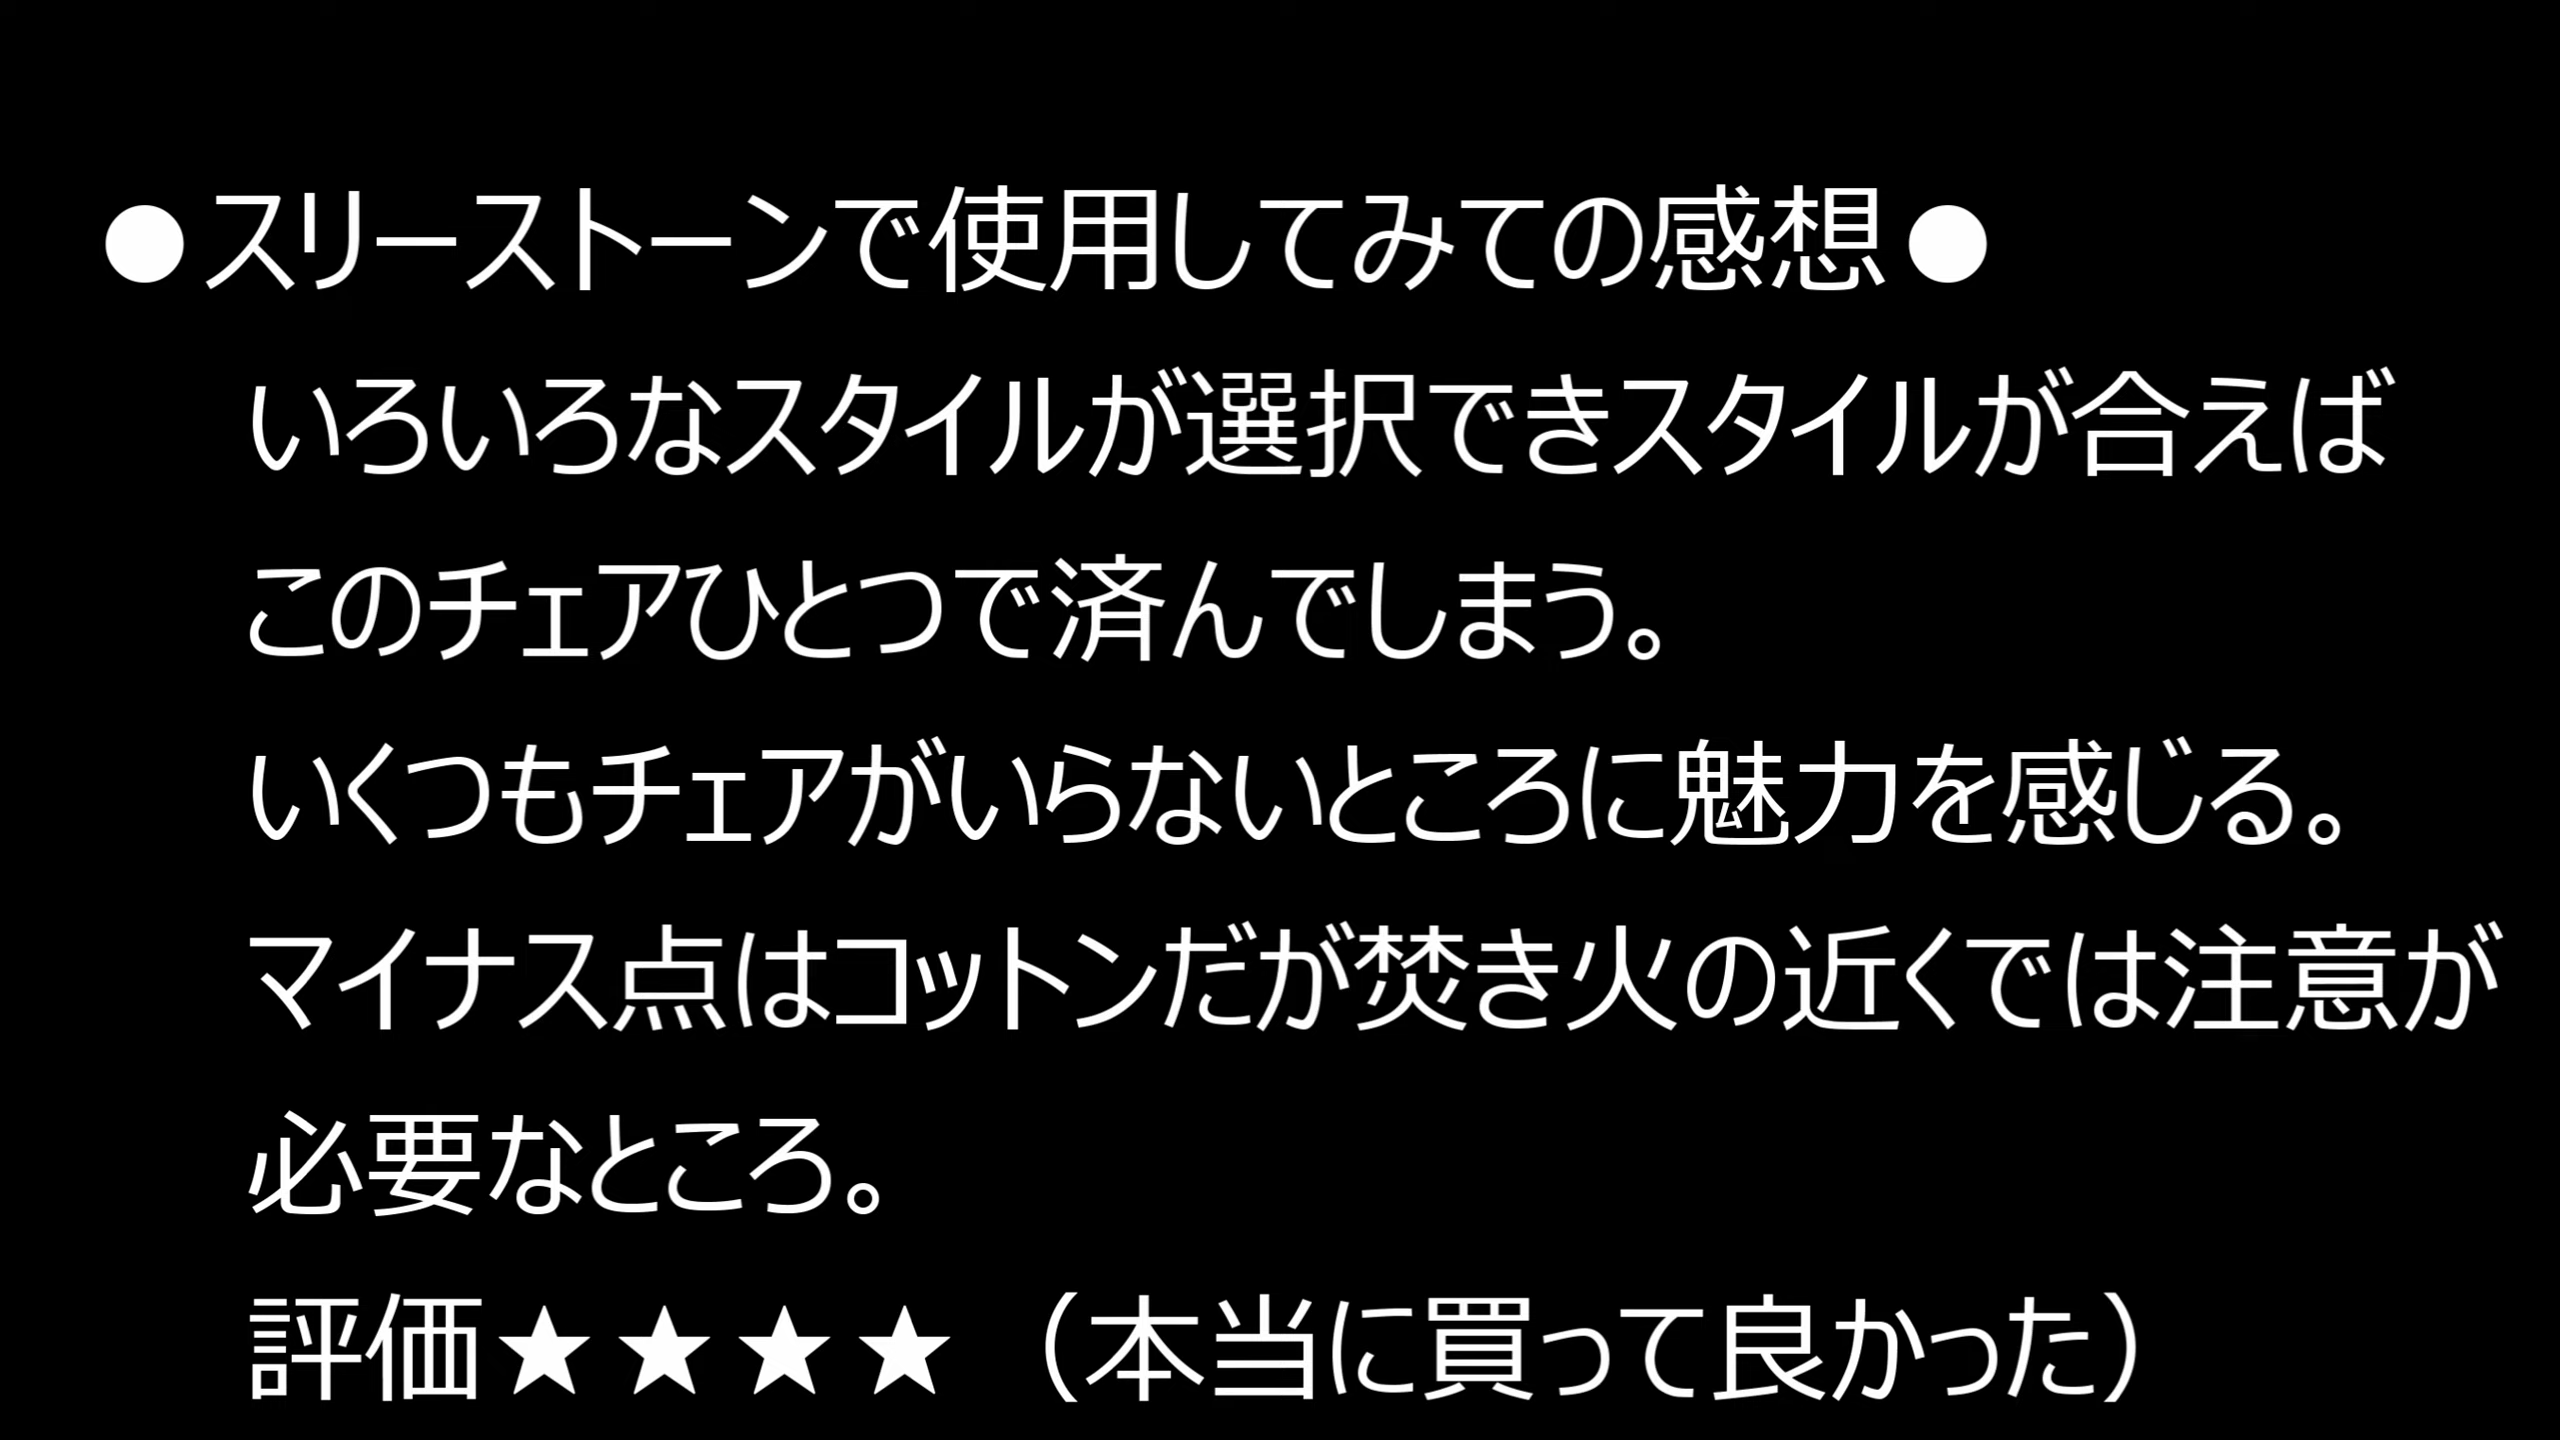 ●スリーストーンで使用してみての感想●
いろいろなスタイルが選択できスタイルが合えば
このチェアひとつで済んでしまう。
いくつもチェアがいらないところに魅力を感じる。
マイナス点はコットンだが焚き火の近くでは注意が
必要なところ。
評価★★★★（本当に買って良かった）